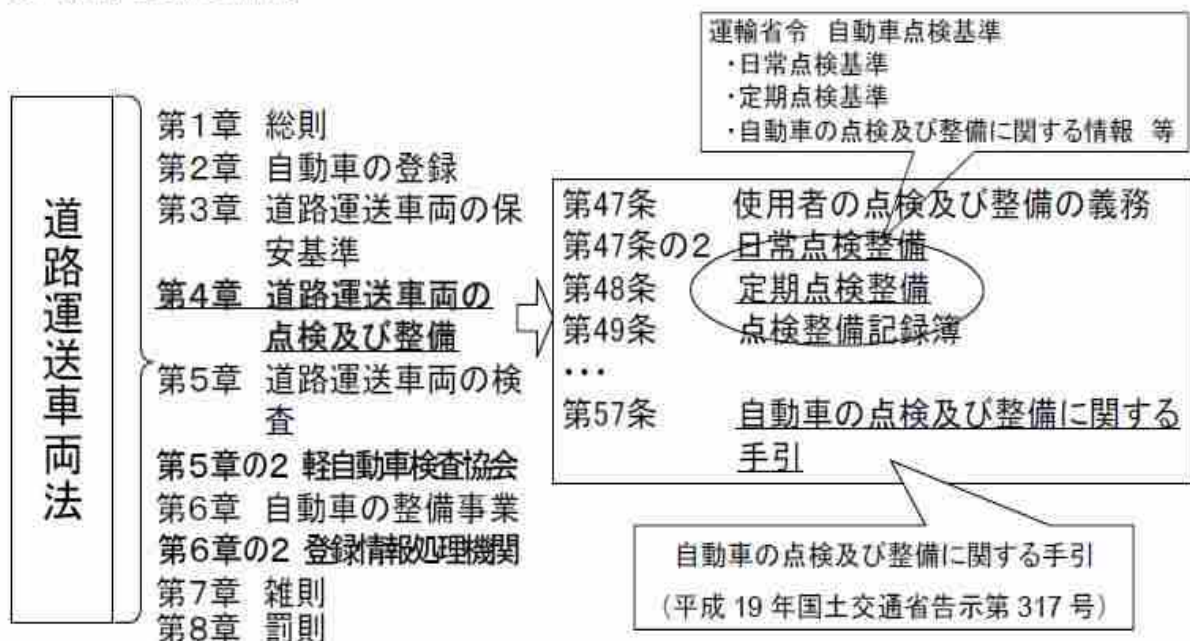 運輸省令 自動車点検基準
・日常点検基準
・定期点検基準
・自動車の点検及び整備に関する情報 等
道路運送車両法
第1章 総則
第2章 自動車の登録
第3章 道路運送車両の保
安基準
第4章 道路運送車両の
点検及び整備
第5章 道路運送車両の検
査
第5章の2 軽自動車検査協会
第6章 自動車の整備事業
第6章の2 登録情報処理機関
第7章 雑則
第8章 罰則
第47条 使用者の点検及び整備の義務
第47条の2 日常点検整備
第48条 定期点検整備
第49条 点検整備記録簿
・・・
第57条 自動車の点検及び整備に関する
手引
自動車の点検及び整備に関する手引
(平成 19 年国土交通省告示第 317 号)